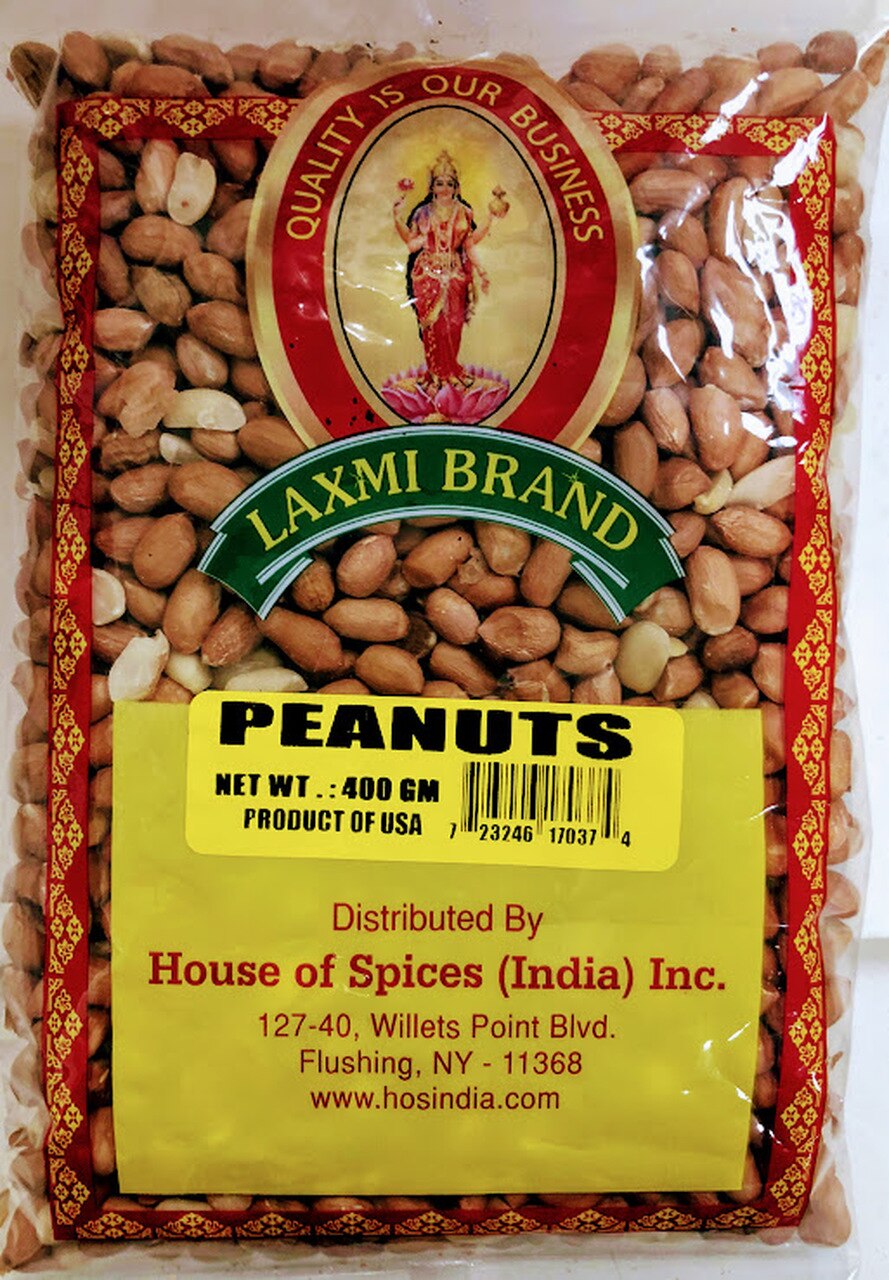 QUALITY IS OUR BUSINESS
LAXMI BRAND
PEANUTS
NET WT .: 400 GM
PRODUCT OF USA
7 23246 17037 4
Distributed By
House of Spices (India) Inc.
127-40, Willets Point Blvd.
Flushing, NY - 11368
www.hosindia.com